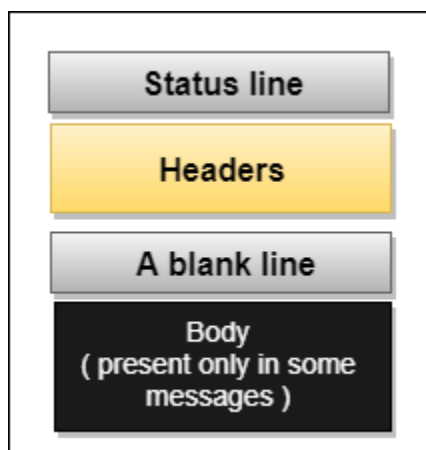 Status line
Headers
A blank line
Body
( present only in some
messages )